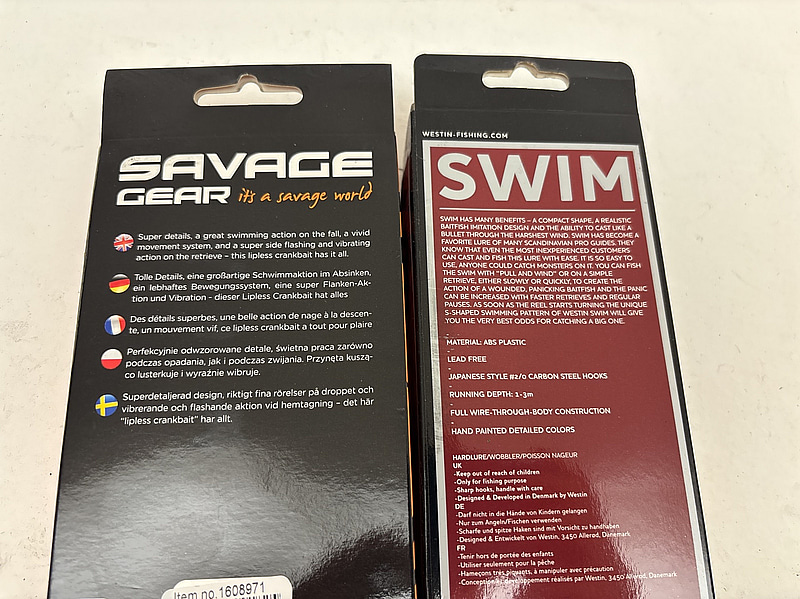 SAVAGE
GEAR it's a savage world
Super details, a great swimming action on the fall, a vivid
movement system, and a super side flashing and vibrating
action on the retrieve – this lipless crankbait has it all.
Tolle Details, eine großartige Schwimmaktion im Absinken,
ein lebhaftes Bewegungssystem, eine super Flanken-Ak-
tion und Vibration - dieser Lipless Crankbait hat alles
Des détails superbes, une belle action de nage à la descen-
te, un mouvement vif, ce lipless crankbait a tout pour plaire
Perfekcyjnie odwzorowane detale, świetna praca zarówno
podczas opadania, jak i podczas zwijania. Przynęta kuszą-
co lusterkuje i wyraźnie wibruje.
Superdetaljerad design, riktigt fina rörelser på droppet och
vibrerande och flashande aktion vid hemtagning – det här
"lipless crankbait" har allt.
Item no. 1608971
WESTIN-FISHING.COM
SWIM
SWIM HAS MANY BENEFITS – A COMPACT SHAPE, A REALISTIC
BAITFISH IMITATION DESIGN AND THE ABILITY TO CAST LIKE A
BULLET THROUGH THE HARSHEST WIND. SWIM HAS BECOME A
FAVORITE LURE OF MANY SCANDINAVIAN PRO GUIDES. THEY
KNOW THAT EVEN THE MOST INEXPERIENCED CUSTOMERS
CAN CAST AND FISH THIS LURE WITH EASE. IT IS SO EASY TO
USE, ANYONE COULD CATCH MONSTERS ON IT. YOU CAN FISH
THE SWIM WITH "PULL AND WIND" OR ON A SIMPLE
RETRIEVE, EITHER SLOWLY OR QUICKLY, TO CREATE THE
ACTION OF A WOUNDED, PANICKING BAITFISH AND THE PANIC
CAN BE INCREASED WITH FASTER RETRIEVES AND REGULAR
PAUSES. AS SOON AS THE REEL STARTS TURNING THE UNIQUE
S-SHAPED SWIMMING PATTERN OF WESTIN SWIM WILL GIVE
YOU THE VERY BEST ODDS FOR CATCHING A BIG ONE.
-
MATERIAL: ABS PLASTIC
-
LEAD FREE
-
JAPANESE STYLE #2/0 CARBON STEEL HOOKS
-
RUNNING DEPTH: 1-3m
-
FULL WIRE-THROUGH-BODY CONSTRUCTION
-
HAND PAINTED DETAILED COLORS
HARDLURE/WOBBLER/POISSON NAGEUR
UK
-Keep out of reach of children
-Only for fishing purpose
-Sharp hooks, handle with care
-Designed & Developed in Denmark by Westin
DE
-Darf nicht in die Hände von Kindern gelangen
-Nur zum Angeln/Fischen verwenden
-Scharfe und spitze Haken sind mit Vorsicht zu handhaben
-Designed & Entwickelt von Westin, 3450 Allerød, Danemark
FR
-Tenir hors de portée des enfants
-Utiliser seulement pour la pêche
-Hameçons très piquants, à manipuler avec précaution
-Conception et développement réalisés par Westin, 3450 Allerød, Danemark